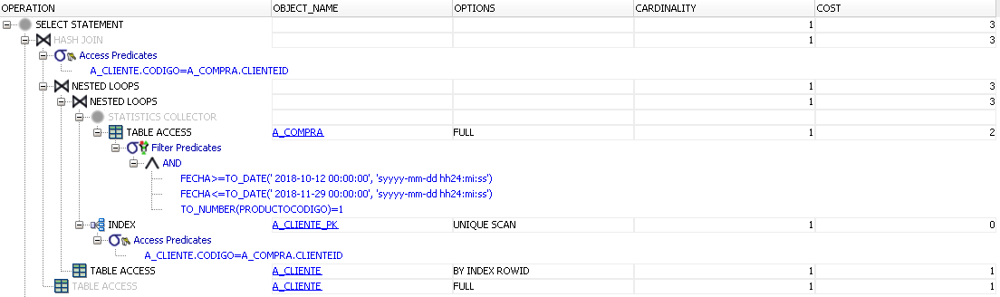 OPERATION OBJECT_NAME OPTIONS CARDINALITY COST
SELECT STATEMENT 1 3
HASH JOIN 1 3
Access Predicates
A_CLIENTE.CODIGO=A_COMPRA.CLIENTEID
NESTED LOOPS 1 3
NESTED LOOPS 1 3
STATISTICS COLLECTOR
TABLE ACCESS A_COMPRA FULL 1 2
Filter Predicates
AND
FECHA>=TO_DATE(' 2018-10-12 00:00:00', 'syyyy-mm-dd hh24:mi:ss')
FECHA<=TO_DATE(' 2018-11-29 00:00:00', 'syyyy-mm-dd hh24:mi:ss')
TO_NUMBER(PRODUCTOCODIGO)=1
INDEX A_CLIENTE_PK UNIQUE SCAN 1 0
Access Predicates
A_CLIENTE.CODIGO=A_COMPRA.CLIENTEID
TABLE ACCESS A_CLIENTE BY INDEX ROWID 1 1
TABLE ACCESS A_CLIENTE FULL 1 1